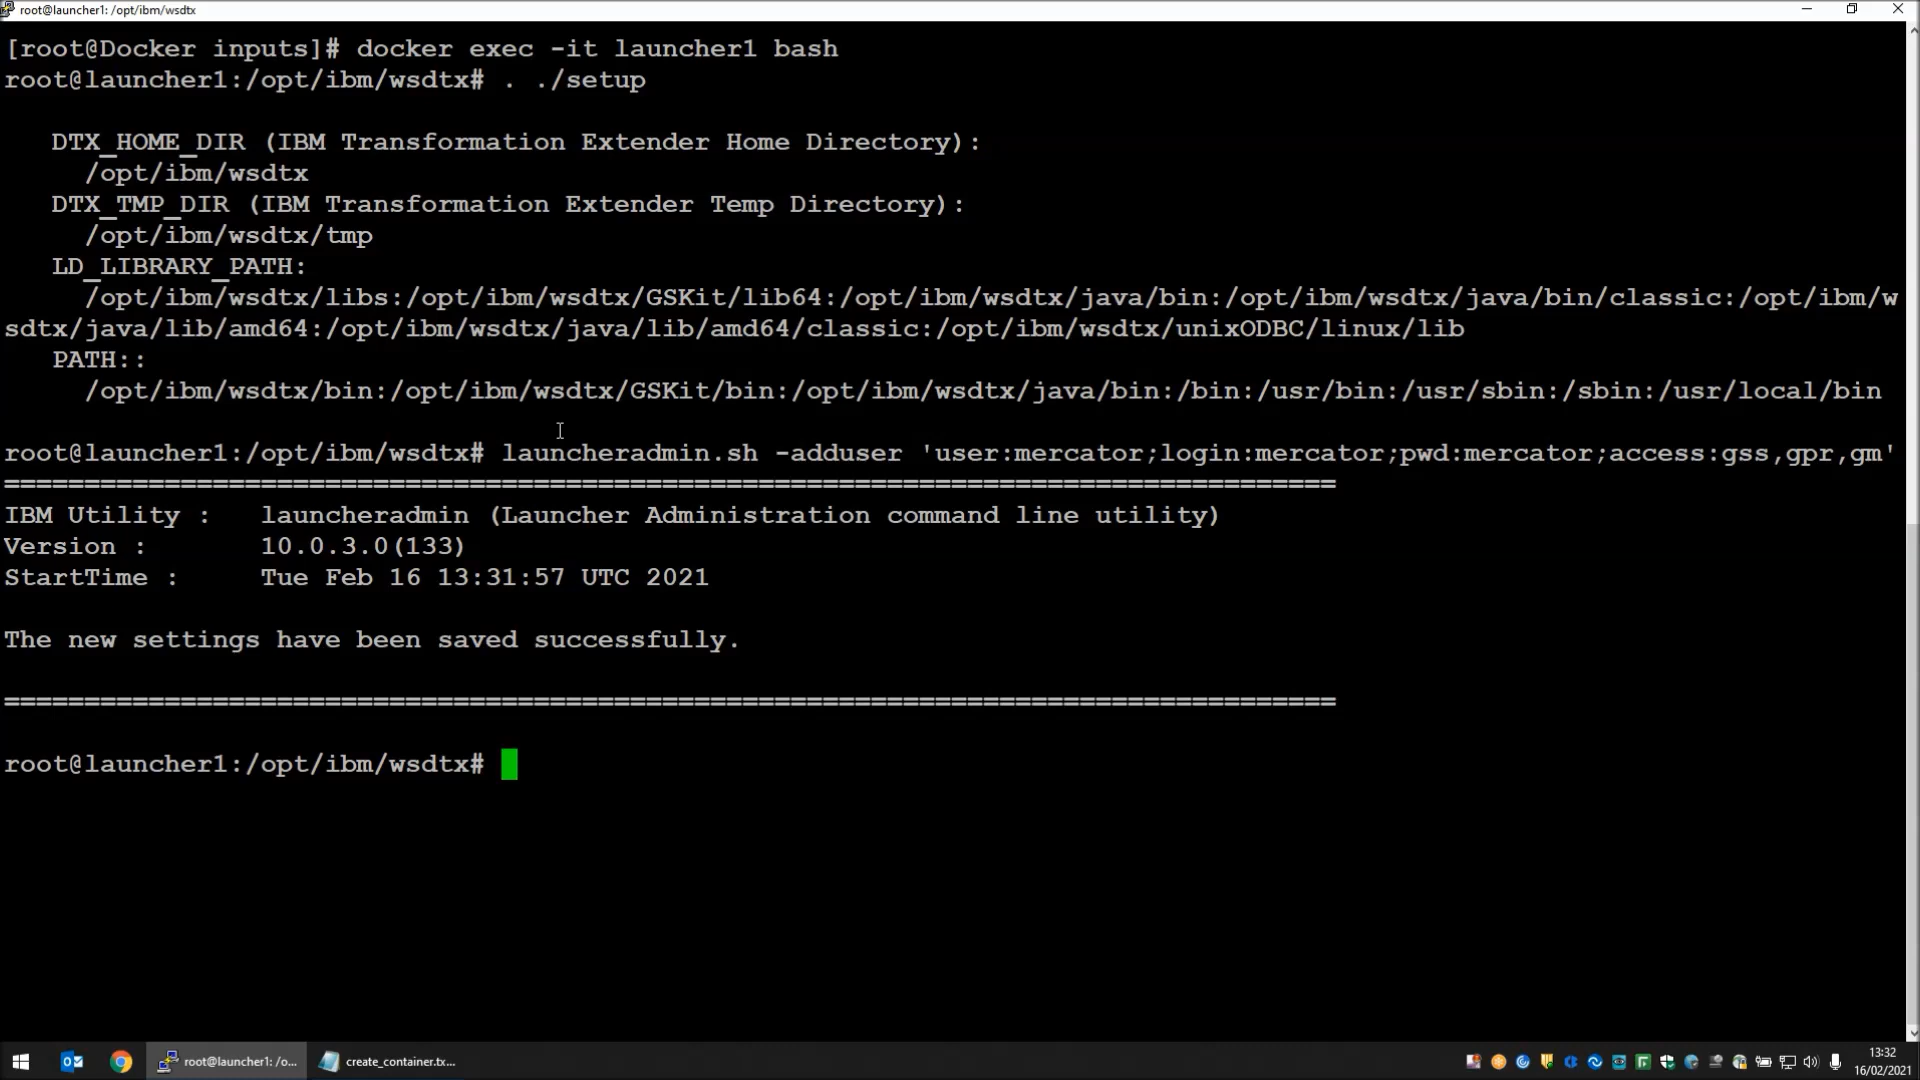 root@launcher1: /opt/ibm/wsdtx
[root@Docker inputs]# docker exec -it launcher1 bash
root@launcher1:/opt/ibm/wsdtx# . ./setup
DTX_HOME_DIR (IBM Transformation Extender Home Directory):
/opt/ibm/wsdtx
DTX_TMP_DIR (IBM Transformation Extender Temp Directory):
/opt/ibm/wsdtx/tmp
LD_LIBRARY_PATH:
/opt/ibm/wsdtx/libs:/opt/ibm/wsdtx/GSKit/lib64:/opt/ibm/wsdtx/java/bin:/opt/ibm/wsdtx/java/bin/classic:/opt/ibm/w
sdtx/java/lib/amd64:/opt/ibm/wsdtx/java/lib/amd64/classic:/opt/ibm/wsdtx/unixODBC/linux/lib
PATH::
/opt/ibm/wsdtx/bin:/opt/ibm/wsdtx/GSKit/bin:/opt/ibm/wsdtx/java/bin:/bin:/usr/bin:/usr/sbin:/sbin:/usr/local/bin
root@launcher1:/opt/ibm/wsdtx# launcheradmin.sh -adduser 'user:mercator;login:mercator;pwd:mercator;access:gss,gpr,gm'
===================================================================================
IBM Utility :   launcheradmin (Launcher Administration command line utility)
Version :       10.0.3.0(133)
StartTime :     Tue Feb 16 13:31:57 UTC 2021
The new settings have been saved successfully.
===================================================================================
root@launcher1:/opt/ibm/wsdtx#
root@launcher1: /o...
create_container.tx...
13:32
16/02/2021